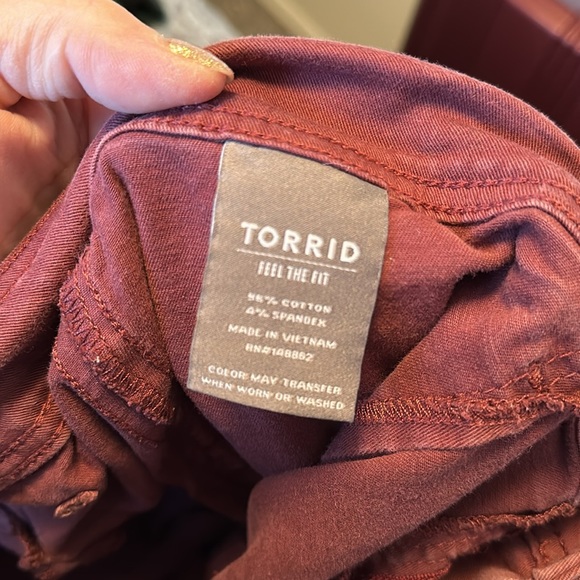 TORRID
FEEL THE FIT
96% COTTON
4% SPANDEX
MADE IN VIETNAM
RN#148862
COLOR MAY TRANSFER
WHEN WORN OR WASHED